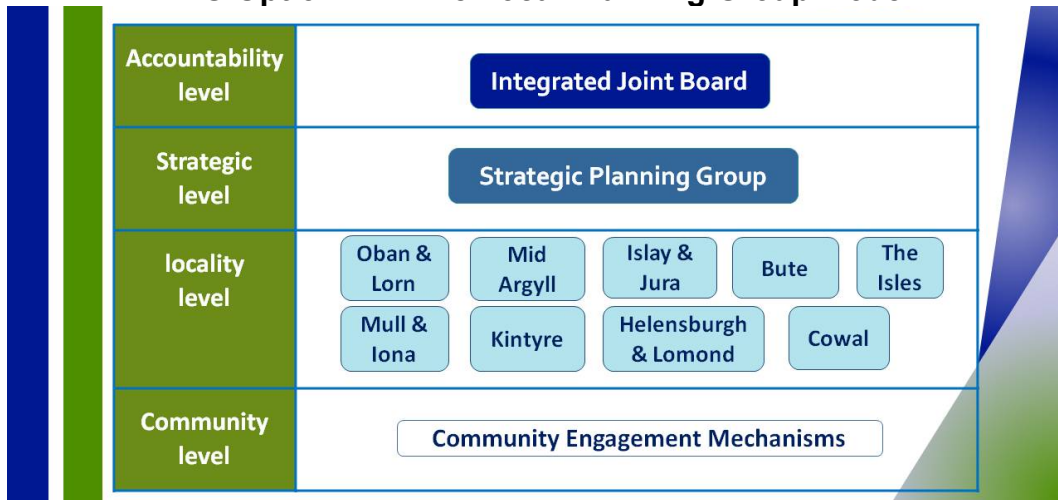 Accountability
level
Integrated Joint Board
Strategic
level
Strategic Planning Group
locality
level
Oban &
Lorn
Mid
Argyll
Islay &
Jura
Bute
The
Isles
Mull &
Iona
Kintyre
Helensburgh
& Lomond
Cowal
Community
level
Community Engagement Mechanisms